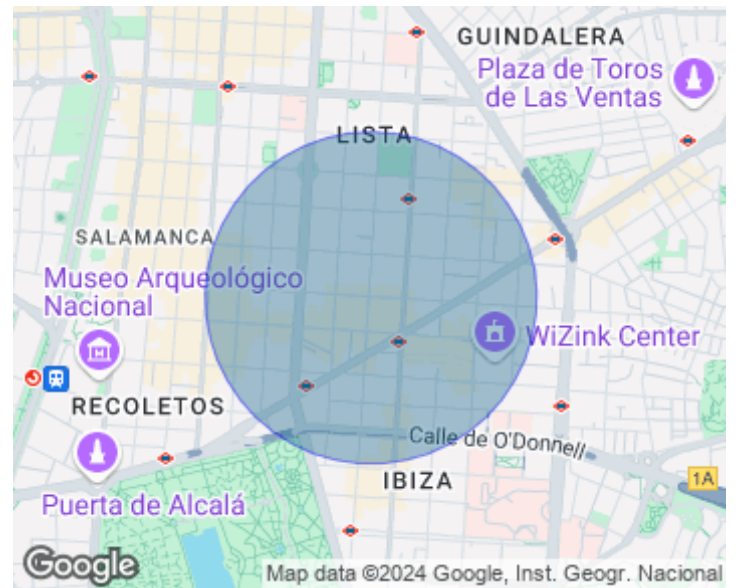 GUINDALERA
Plaza de Toros
de Las Ventas
LISTA
SALAMANCA
Museo Arqueológico
Nacional
WiZink Center
RECOLETOS
Calle de O'Donnell
IBIZA
1A
Puerta de Alcalá
Google
Map data ©2024 Google, Inst. Geogr. Nacional